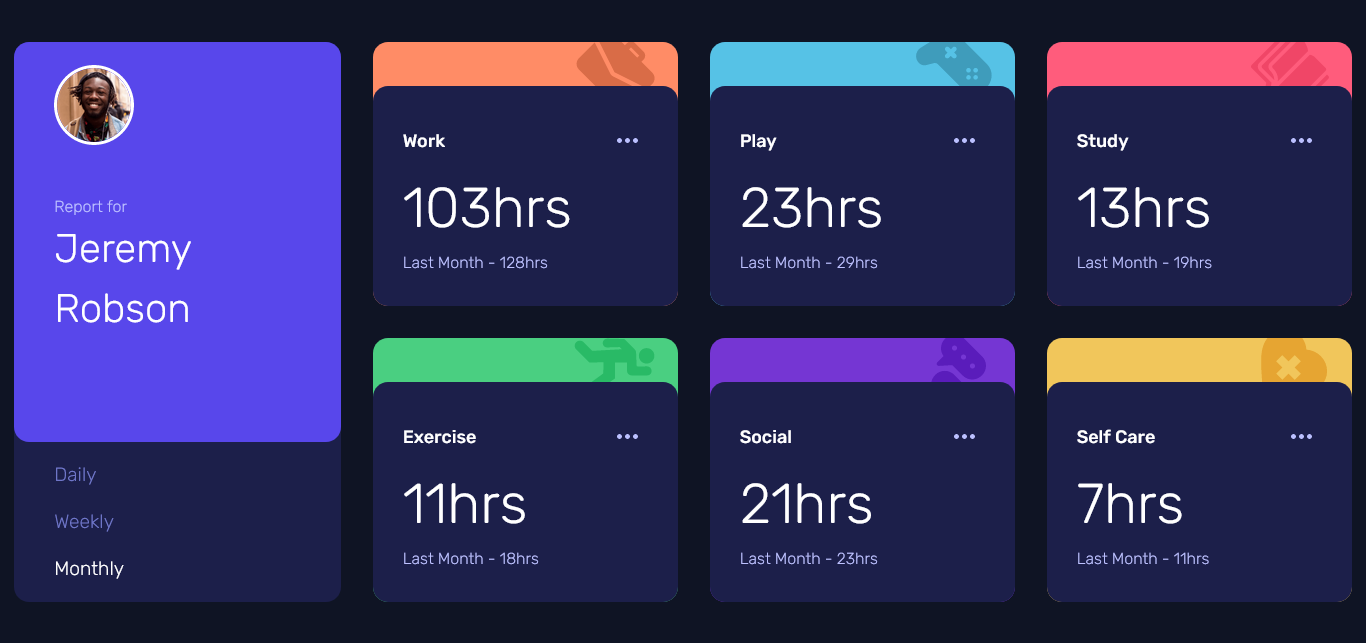 Report for
Jeremy
Robson
Daily
Weekly
Monthly
Work
103hrs
Last Month - 128hrs
Play
23hrs
Last Month - 29hrs
Study
13hrs
Last Month - 19hrs
Exercise
11hrs
Last Month - 18hrs
Social
21hrs
Last Month - 23hrs
Self Care
7hrs
Last Month - 11hrs